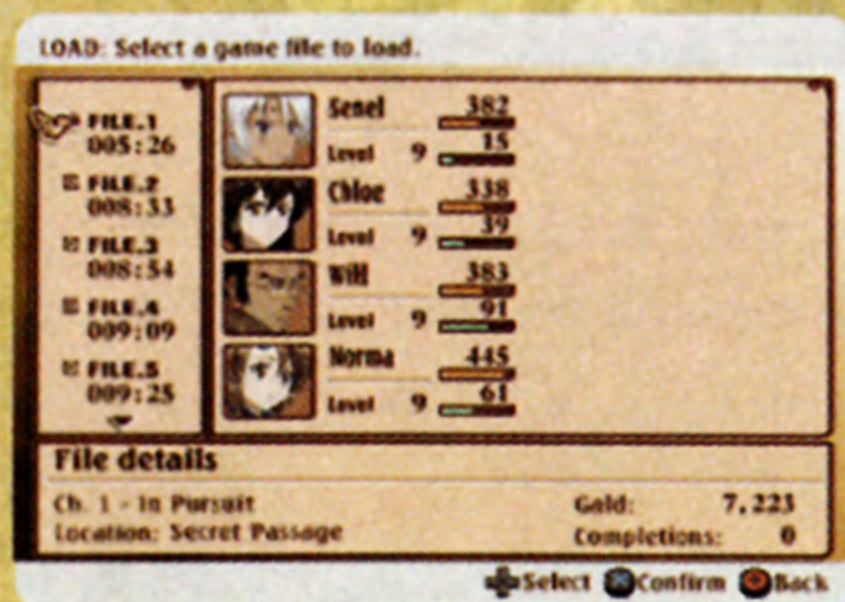 LOAD: Select a game file to load.
FILE.1
005:26
FILE.2
008:33
FILE.3
008:54
FILE.4
009:09
FILE.5
009:25
Senel 382
Level 9 15
Chloe 338
Level 9 39
Will 383
Level 9 91
Norma 445
Level 9 61
File details
Ch. 1 - In Pursuit
Gald: 7,223
Location: Secret Passage
Completions: 0
Select Confirm Back